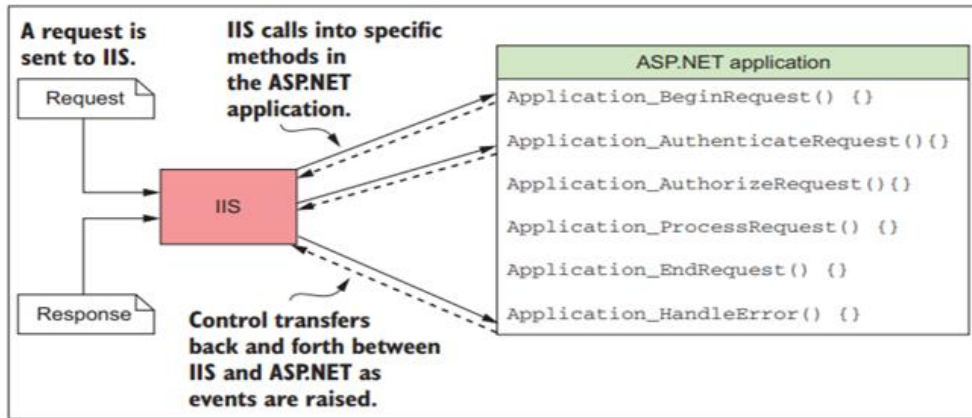 A request is
sent to IIS.
Request
IIS calls into specific
methods in
the ASP.NET
application.
IIS
Response
Control transfers
back and forth between
IIS and ASP.NET as
events are raised.
ASP.NET application
Application_BeginRequest() {}
Application_AuthenticateRequest(){}
Application_AuthorizeRequest(){}
Application_ProcessRequest() {}
Application_EndRequest() {}
Application_HandleError() {}